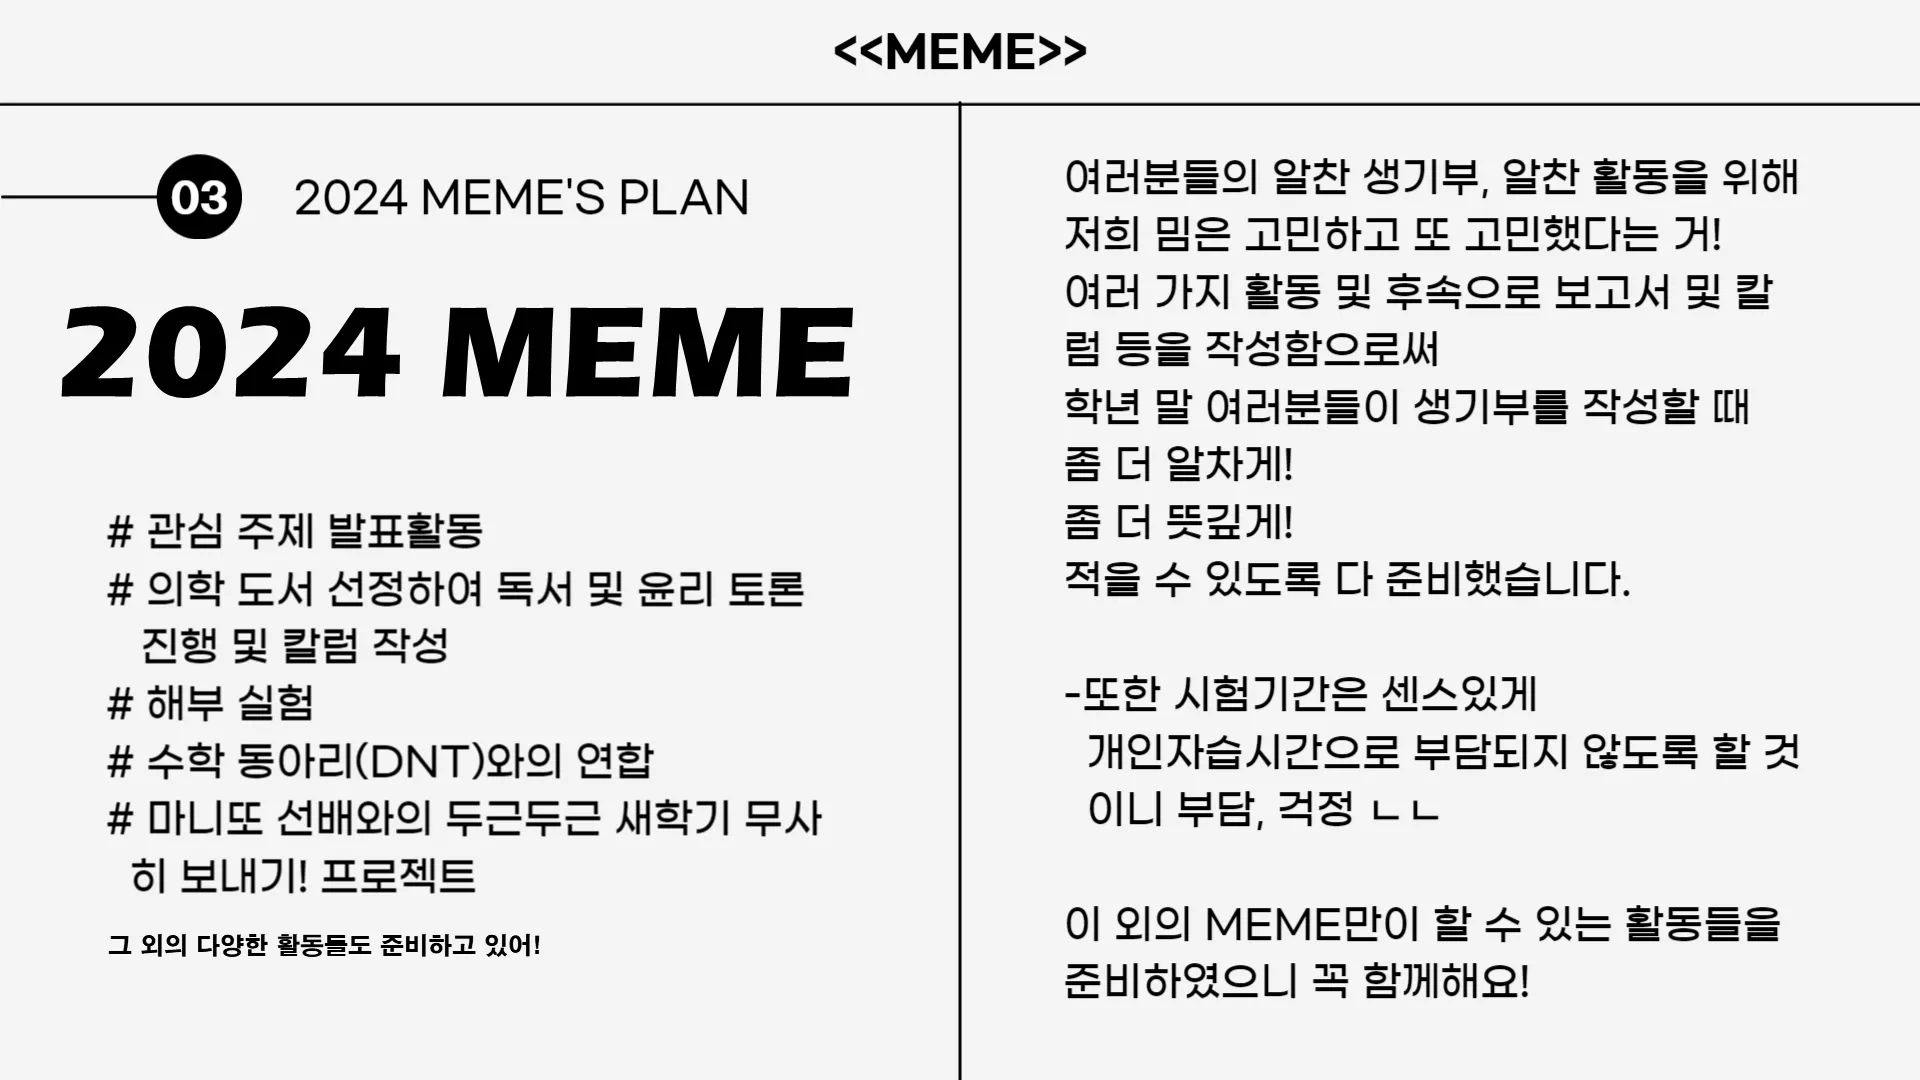 <<MEME>>
03
2024 MEME'S PLAN
2024 MEME
# 관심 주제 발표활동
# 의학 도서 선정하여 독서 및 윤리 토론
진행 및 칼럼 작성
# 해부 실험
# 수학 동아리(DNT)와의 연합
# 마니또 선배와의 두근두근 새학기 무사
히 보내기! 프로젝트
그 외의 다양한 활동들도 준비하고 있어!
여러분들의 알찬 생기부, 알찬 활동을 위해
저희 밈은 고민하고 또 고민했다는 거!
여러 가지 활동 및 후속으로 보고서 및 칼
럼 등을 작성함으로써
학년 말 여러분들이 생기부를 작성할 때
좀 더 알차게!
좀 더 뜻깊게!
적을 수 있도록 다 준비했습니다.
-또한 시험기간은 센스있게
개인자습시간으로 부담되지 않도록 할 것
이니 부담, 걱정 ㄴㄴ
이 외의 MEME만이 할 수 있는 활동들을
준비하였으니 꼭 함께해요!